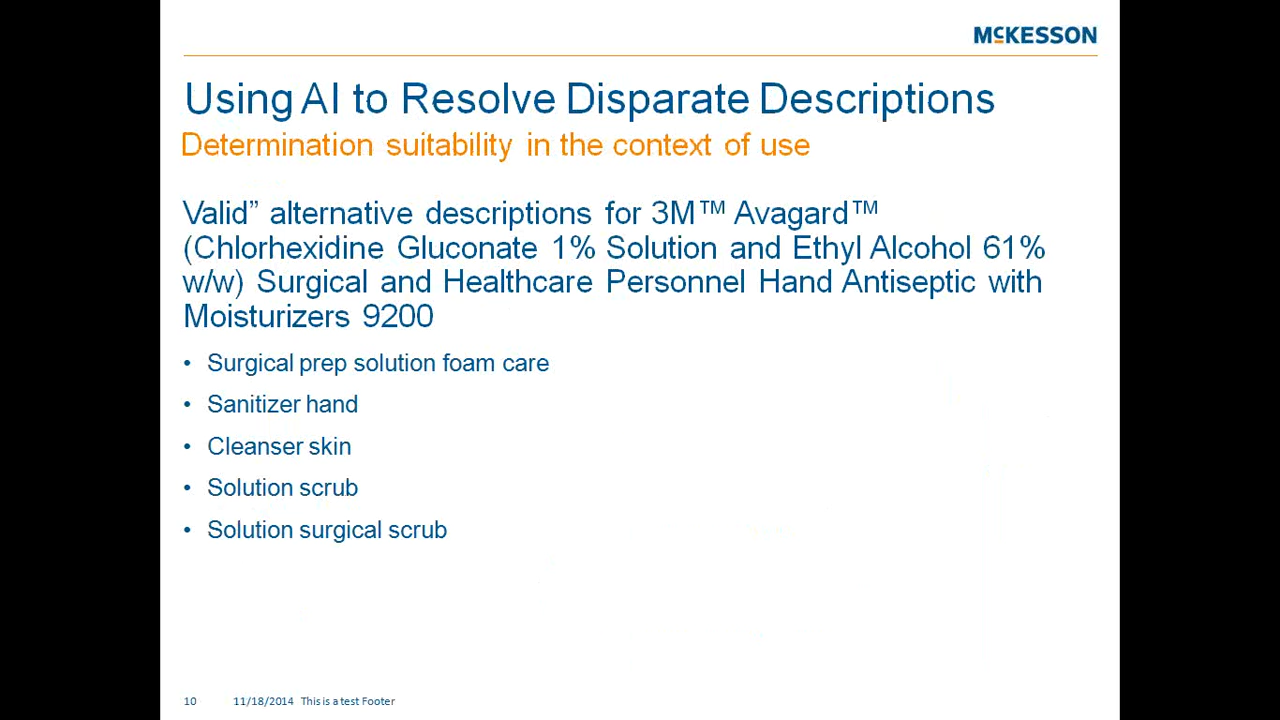 McKESSON
Using AI to Resolve Disparate Descriptions
Determination suitability in the context of use
Valid” alternative descriptions for 3M™ Avagard™
(Chlorhexidine Gluconate 1% Solution and Ethyl Alcohol 61%
w/w) Surgical and Healthcare Personnel Hand Antiseptic with
Moisturizers 9200
• Surgical prep solution foam care
• Sanitizer hand
• Cleanser skin
• Solution scrub
• Solution surgical scrub
10 11/18/2014 This is a test Footer